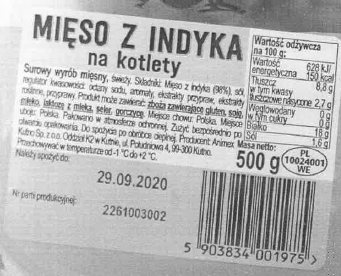 MIĘSO Z INDYKA
na kotlety
Surowy wyrób mięsny, świeży. Składniki: Mięso z indyka (98%), sól,
regulator kwasowości: octany sodu, aromaty, ekstrakty przypraw, ekstrakty
roślinne, przyprawy. Produkt może zawierać: zboża zawierające gluten, soję,
mleko, laktozę z mleka, seler, gorczycę. Miejsce chowu: Polska. Miejsce
uboju: Polska. Pakowano w atmosferze ochronnej. Zużyć bezpośrednio po
otwarciu opakowania. Do spożycia po obróbce cieplnej. Producent: Animex
Kutno Sp. z o.o. Oddział K2 w Kutnie, ul. Południowa 4, 99-300 Kutno.
Przechowywać w temperaturze od -1 °C do +2 °C.
Należy spożyć do:
29.09.2020
Nr partii produkcyjnej:
2261003002
Wartość odżywcza
na 100 g:
Wartość 628 kJ/
energetyczna 150 kcal
Tłuszcz 8,8 g
w tym kwasy
tłuszczowe nasycone 2,7 g
Węglowodany 0 g
w tym cukry 0 g
Białko 18 g
Sól 1,6 g
Masa netto:
500 g
PL
10024001
WE
5 903834 001975 >